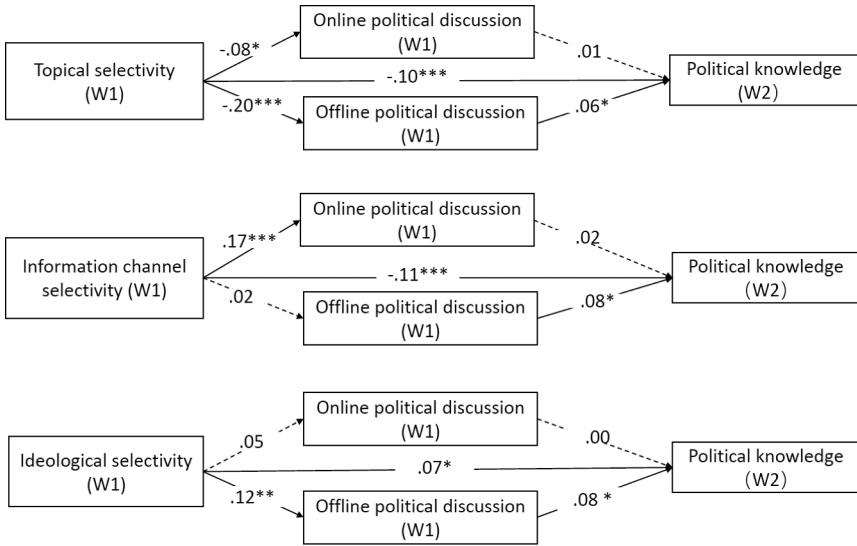 Online political discussion
(W1)
-.08*
.01
Topical selectivity
(W1)
-.10***
Political knowledge
(W2)
-.20***
Offline political discussion
(W1)
.06*
Online political discussion
(W1)
.17***
.02
Information channel
selectivity (W1)
-.11***
Political knowledge
(W2)
.02
Offline political discussion
(W1)
.08*
Online political discussion
(W1)
.05
.00
Ideological selectivity
(W1)
.07*
Political knowledge
(W2)
.12**
Offline political discussion
(W1)
.08 *